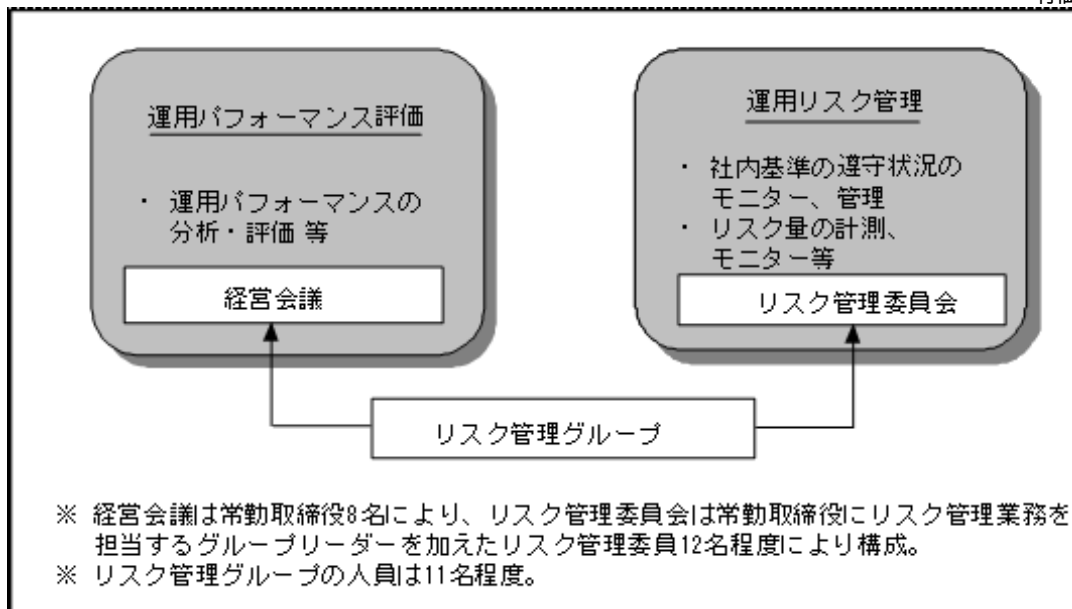 運用パフォーマンス評価
・ 運用パフォーマンスの
分析・評価 等
経営会議
運用リスク管理
・ 社内基準の遵守状況の
モニター、管理
・ リスク量の計測、
モニター等
リスク管理委員会
リスク管理グループ
※ 経営会議は常勤取締役8名により、リスク管理委員会は常勤取締役にリスク管理業務を
担当するグループリーダーを加えたリスク管理委員12名程度により構成。
※ リスク管理グループの人員は11名程度。